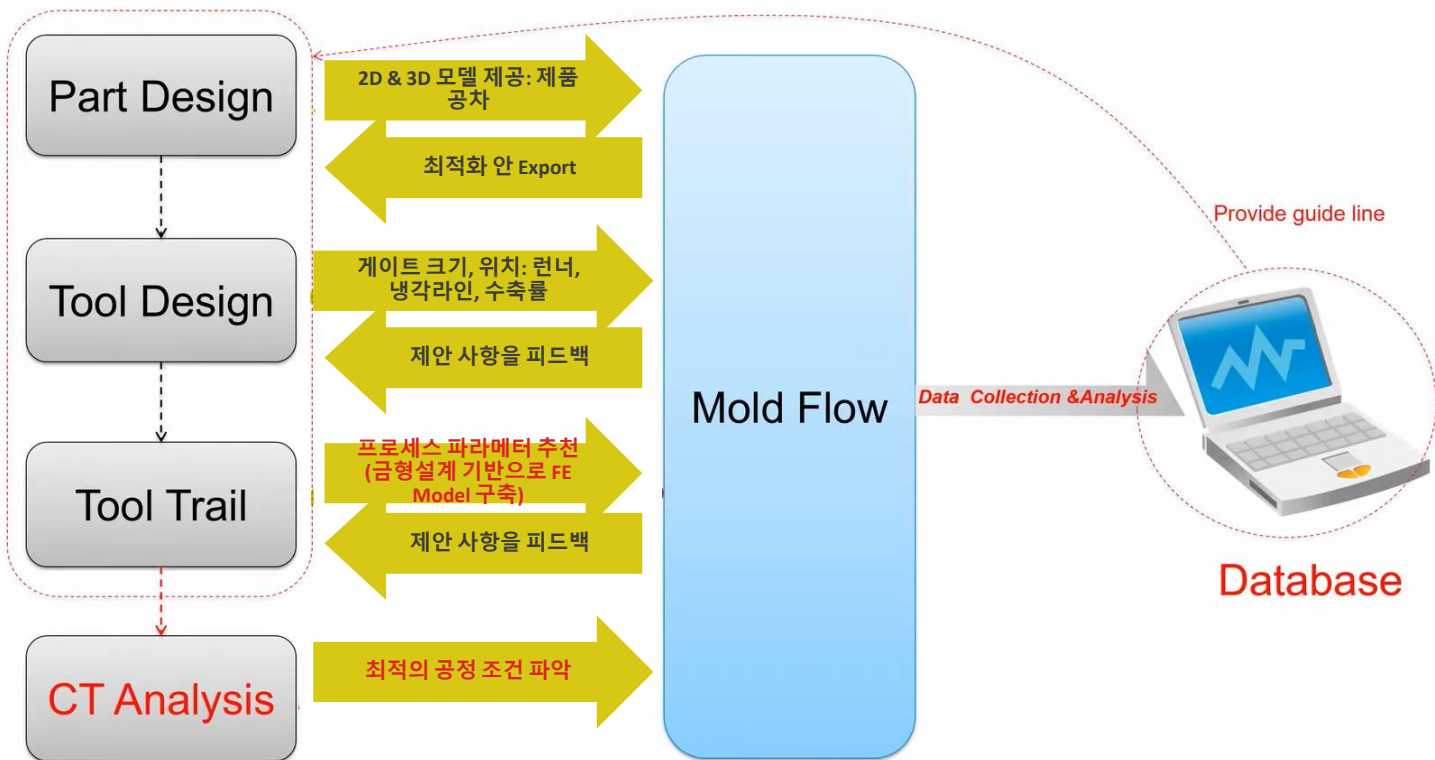 Part Design
2D & 3D 모델 제공: 제품
공차
최적화 안 Export
Tool Design
게이트 크기, 위치: 런너,
냉각라인, 수축률
제안 사항을 피드백
Tool Trail
프로세스 파라메터 추천
(금형설계 기반으로 FE
Model 구축)
제안 사항을 피드백
CT Analysis
최적의 공정 조건 파악
Mold Flow
Data Collection &Analysis
Provide guide line
Database